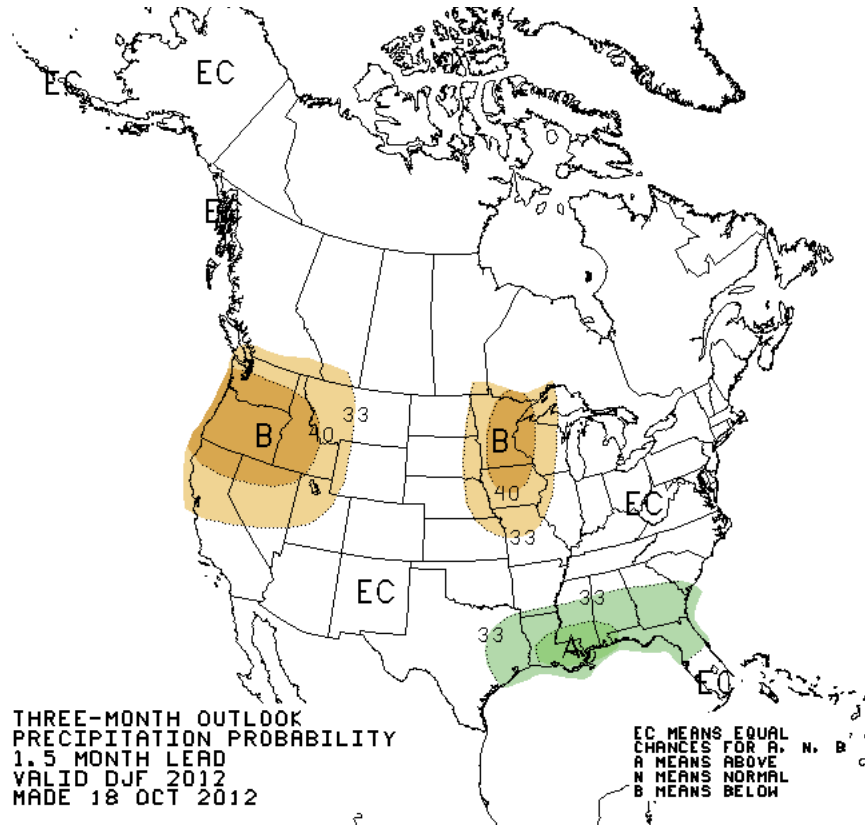 EC
EC
EC
33
B
40
B
40
33
EC
EC
33
33
A
EC
THREE-MONTH OUTLOOK
PRECIPITATION PROBABILITY
1.5 MONTH LEAD
VALID DJF 2012
MADE 18 OCT 2012
EC MEANS EQUAL
CHANCES FOR A, N, B
A MEANS ABOVE
N MEANS NORMAL
B MEANS BELOW